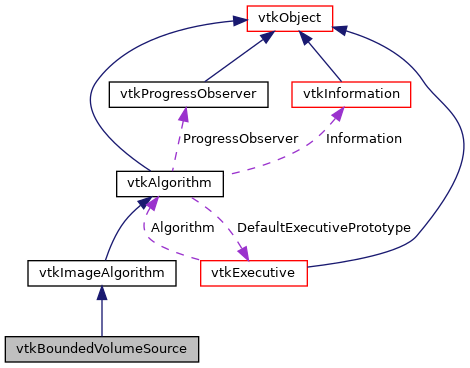 vtkObject
vtkProgressObserver
vtkInformation
ProgressObserver
Information
vtkAlgorithm
Algorithm
DefaultExecutivePrototype
vtkImageAlgorithm
vtkExecutive
vtkBoundedVolumeSource